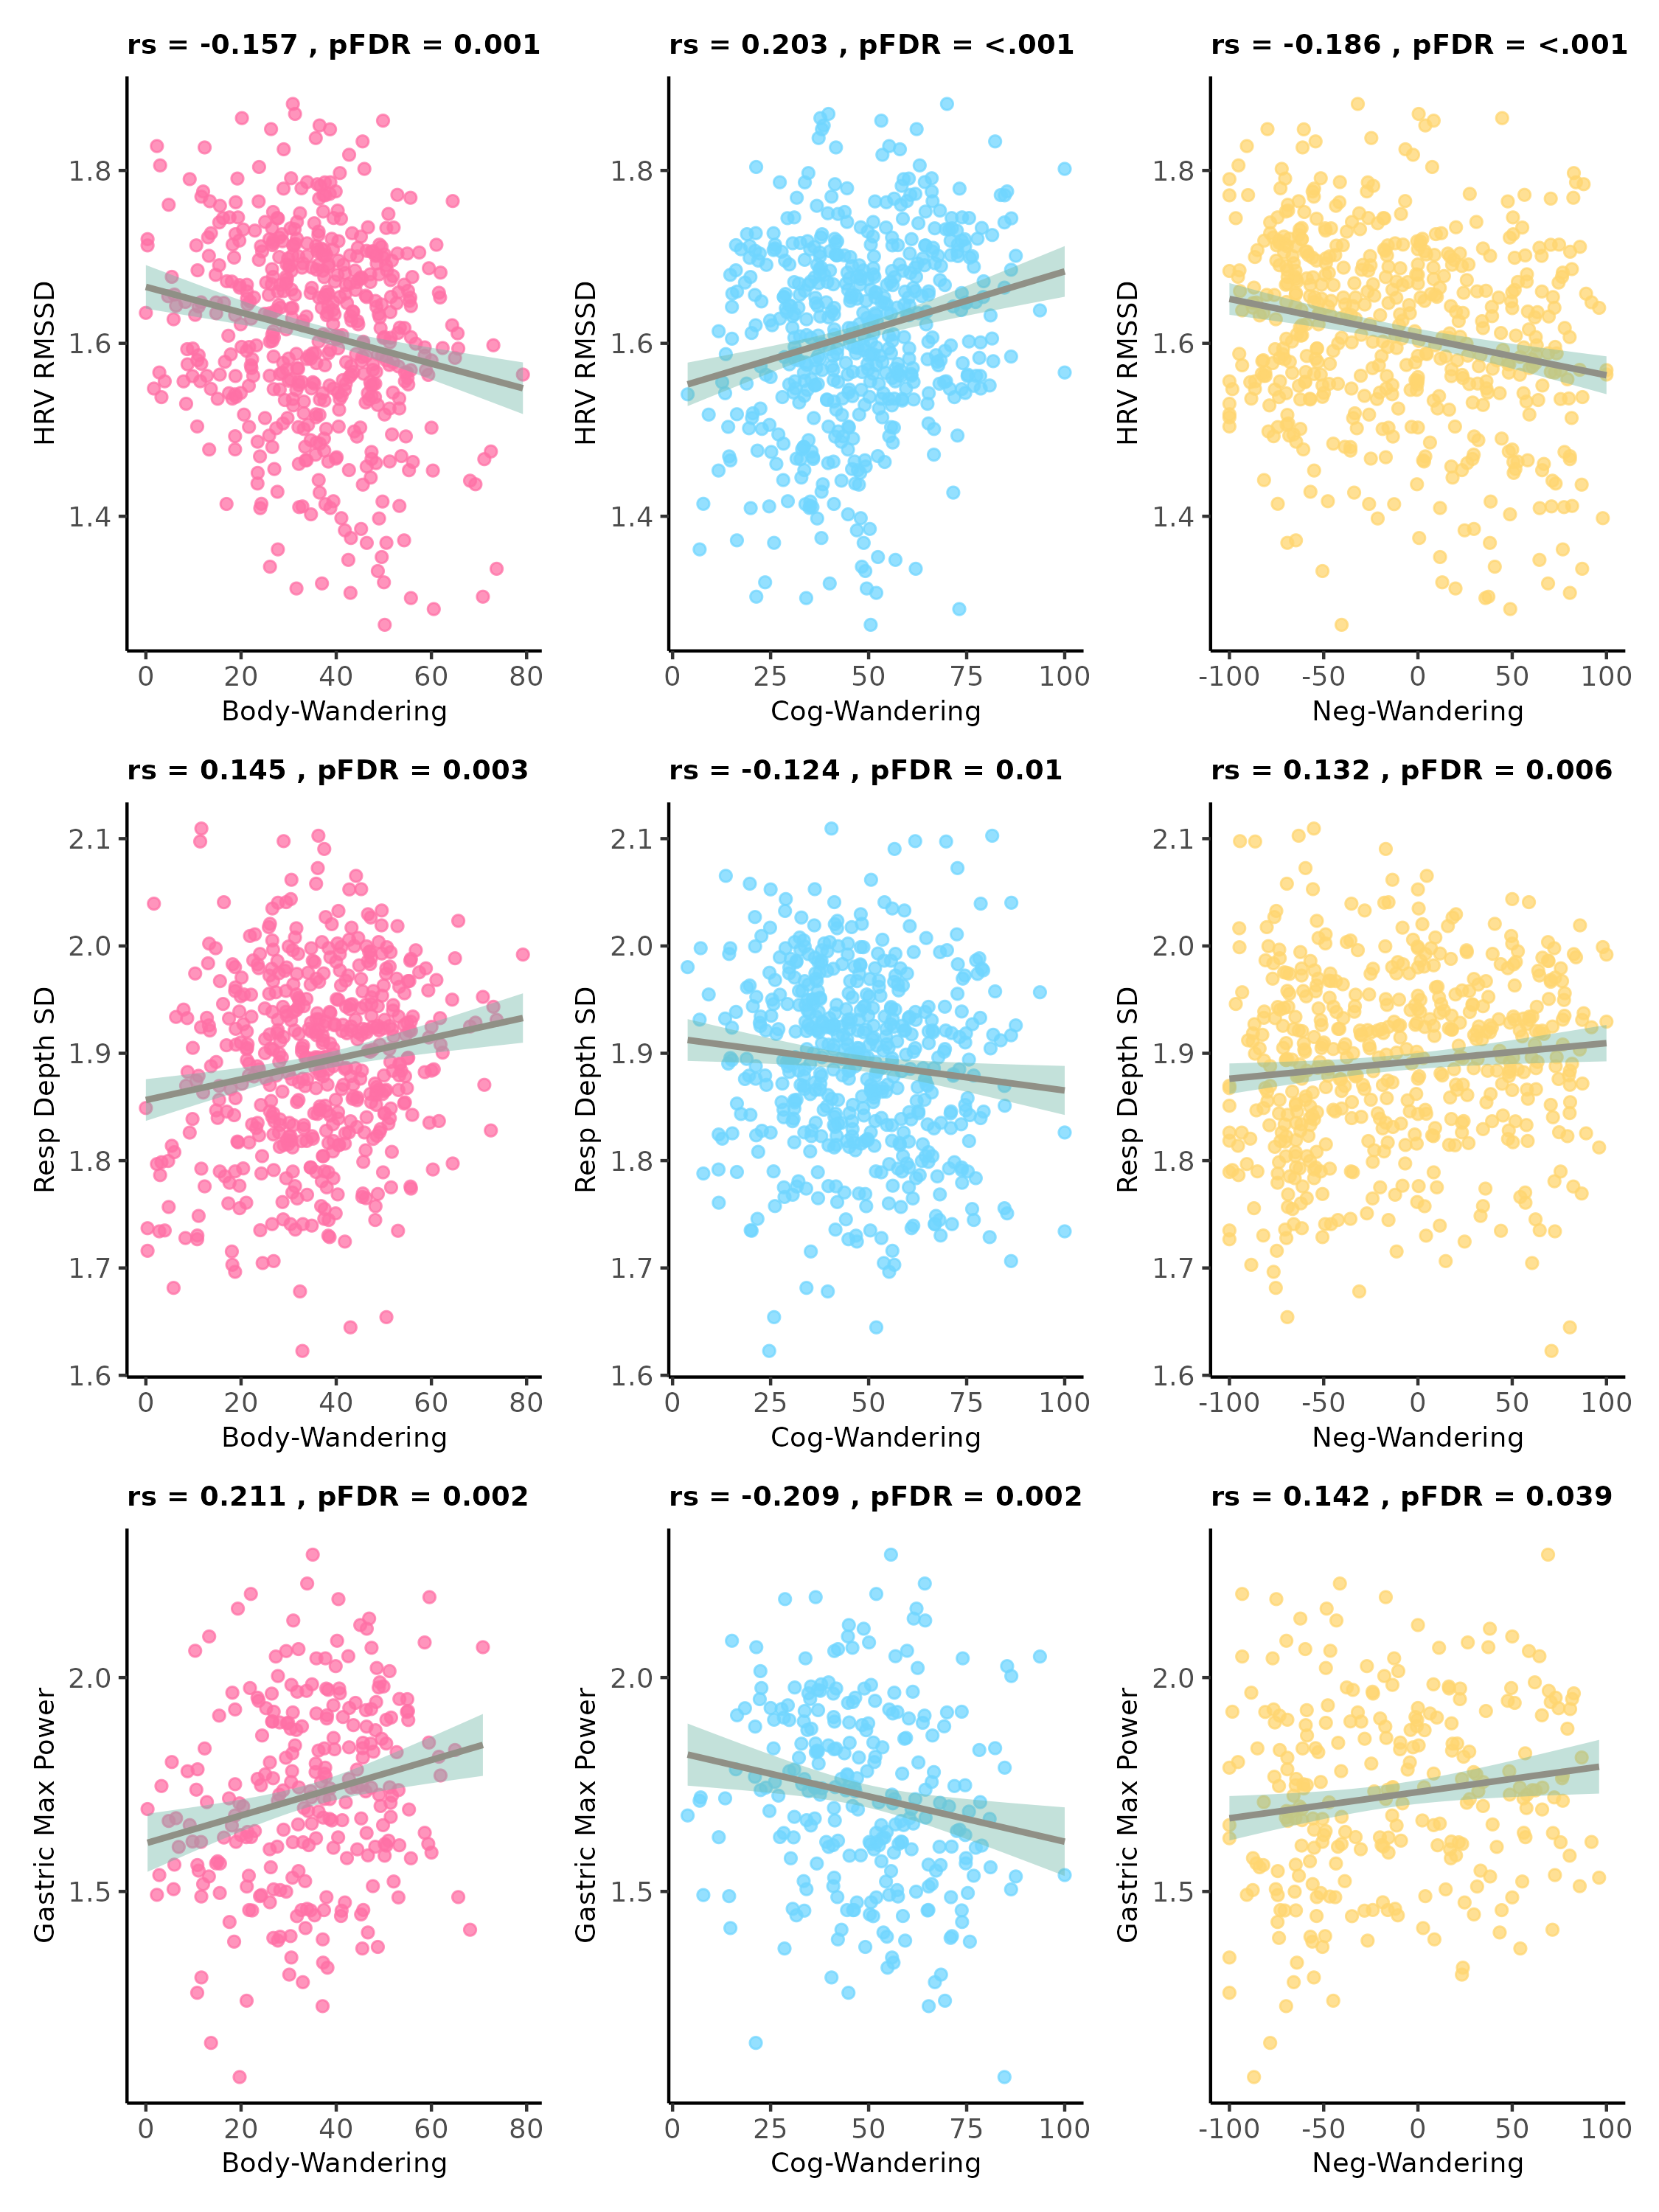 rs = -0.157 , pFDR = 0.001
rs = 0.203 , pFDR = <.001
rs = -0.186 , pFDR = <.001
HRV RMSSD
1.8
1.6
1.4
0 20 40 60 80
Body-Wandering
HRV RMSSD
1.8
1.6
1.4
0 25 50 75 100
Cog-Wandering
HRV RMSSD
1.8
1.6
1.4
-100 -50 0 50 100
Neg-Wandering
rs = 0.145 , pFDR = 0.003
rs = -0.124 , pFDR = 0.01
rs = 0.132 , pFDR = 0.006
Resp Depth SD
2.1
2.0
1.9
1.8
1.7
1.6
0 20 40 60 80
Body-Wandering
Resp Depth SD
2.1
2.0
1.9
1.8
1.7
1.6
0 25 50 75 100
Cog-Wandering
Resp Depth SD
2.1
2.0
1.9
1.8
1.7
1.6
-100 -50 0 50 100
Neg-Wandering
rs = 0.211 , pFDR = 0.002
rs = -0.209 , pFDR = 0.002
rs = 0.142 , pFDR = 0.039
Gastric Max Power
2.0
1.5
0 20 40 60 80
Body-Wandering
Gastric Max Power
2.0
1.5
0 25 50 75 100
Cog-Wandering
Gastric Max Power
2.0
1.5
-100 -50 0 50 100
Neg-Wandering